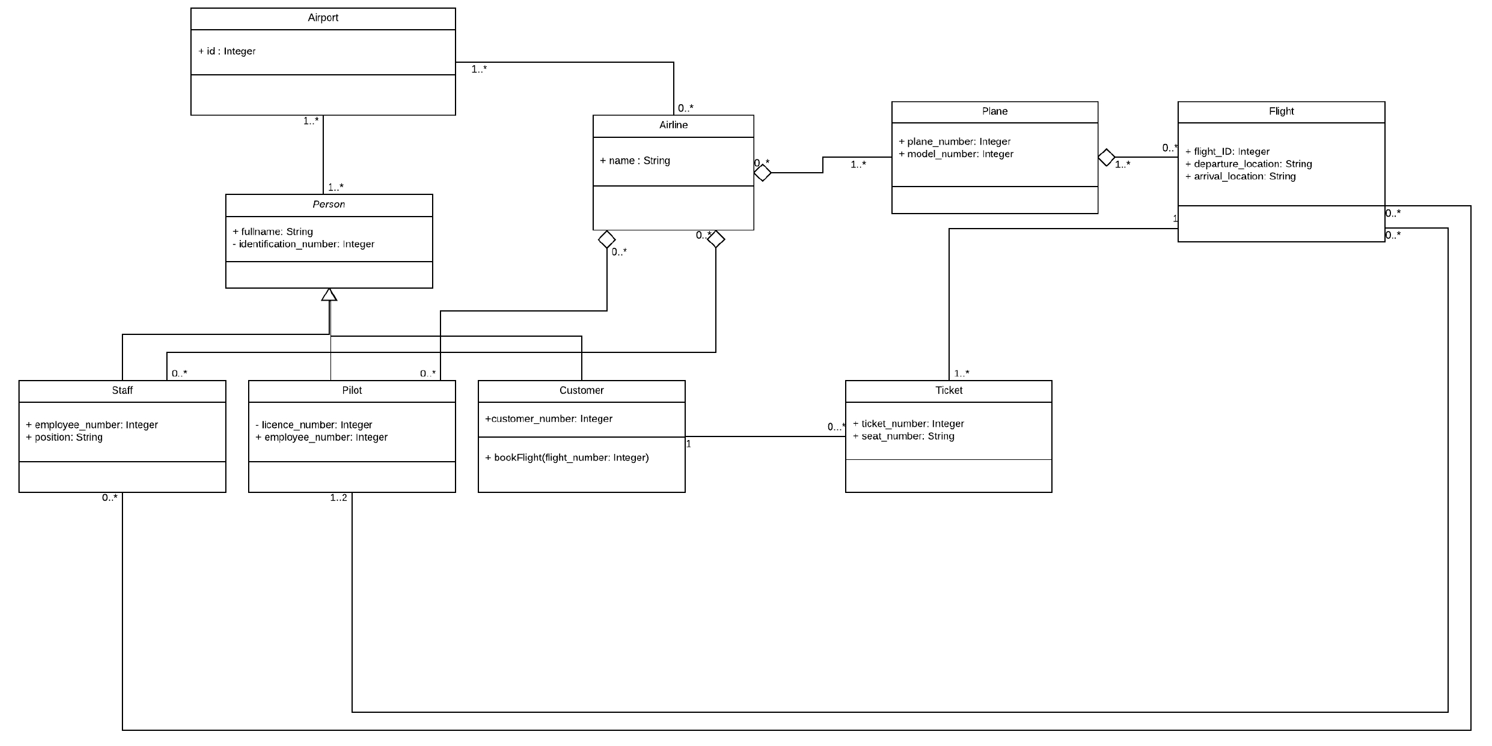 Airport
+ id : Integer
1..*
0..*
1..*
1..*
Person
+ fullname: String
- identification_number: Integer
Airline
+ name : String
0..*
1..*
0..*
0..*
Plane
+ plane_number: Integer
+ model_number: Integer
1..*
0..*
Flight
+ flight_ID: Integer
+ departure_location: String
+ arrival_location: String
1
0..*
0..*
0..*
0..*
1..*
Staff
+ employee_number: Integer
+ position: String
0..*
Pilot
- licence_number: Integer
+ employee_number: Integer
1..2
Customer
+customer_number: Integer
+ bookFlight(flight_number: Integer)
1
0...*
Ticket
+ ticket_number: Integer
+ seat_number: String